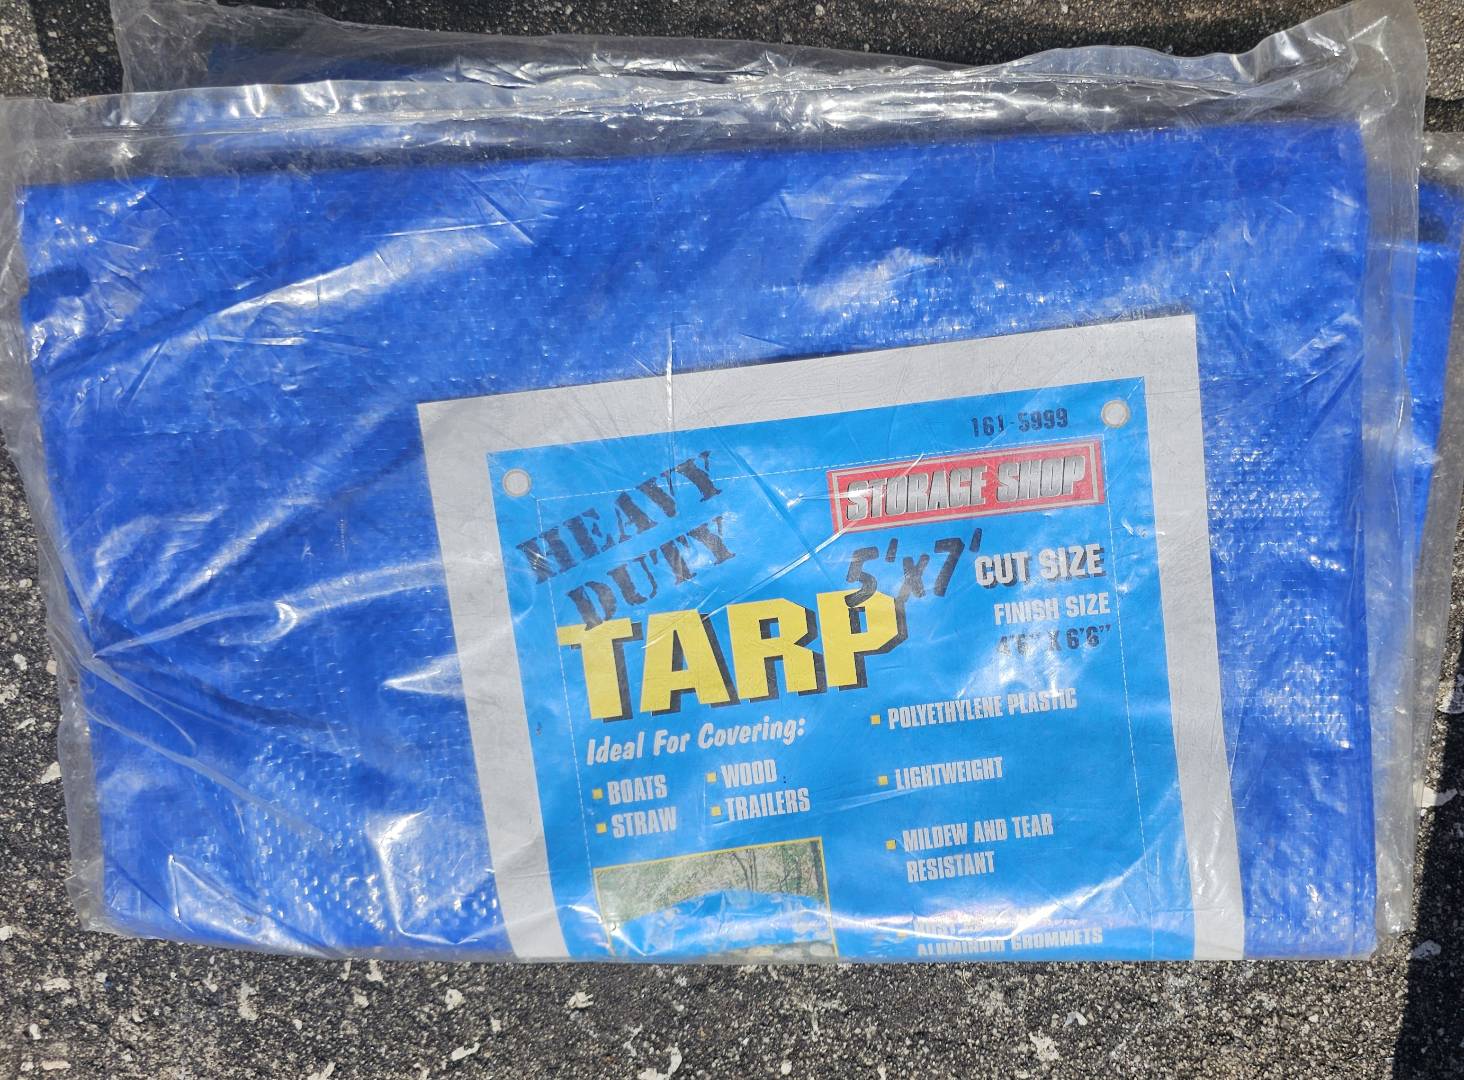 161-5999
STORAGE SHOP
HEAVY
DUTY
TARP
5'x7' CUT SIZE
FINISH SIZE
4'6" X 6'6"
Ideal For Covering:
BOATS
WOOD
STRAW
TRAILERS
POLYETHYLENE PLASTIC
LIGHTWEIGHT
MILDEW AND TEAR
RESISTANT
ALUMINUM GROMMETS